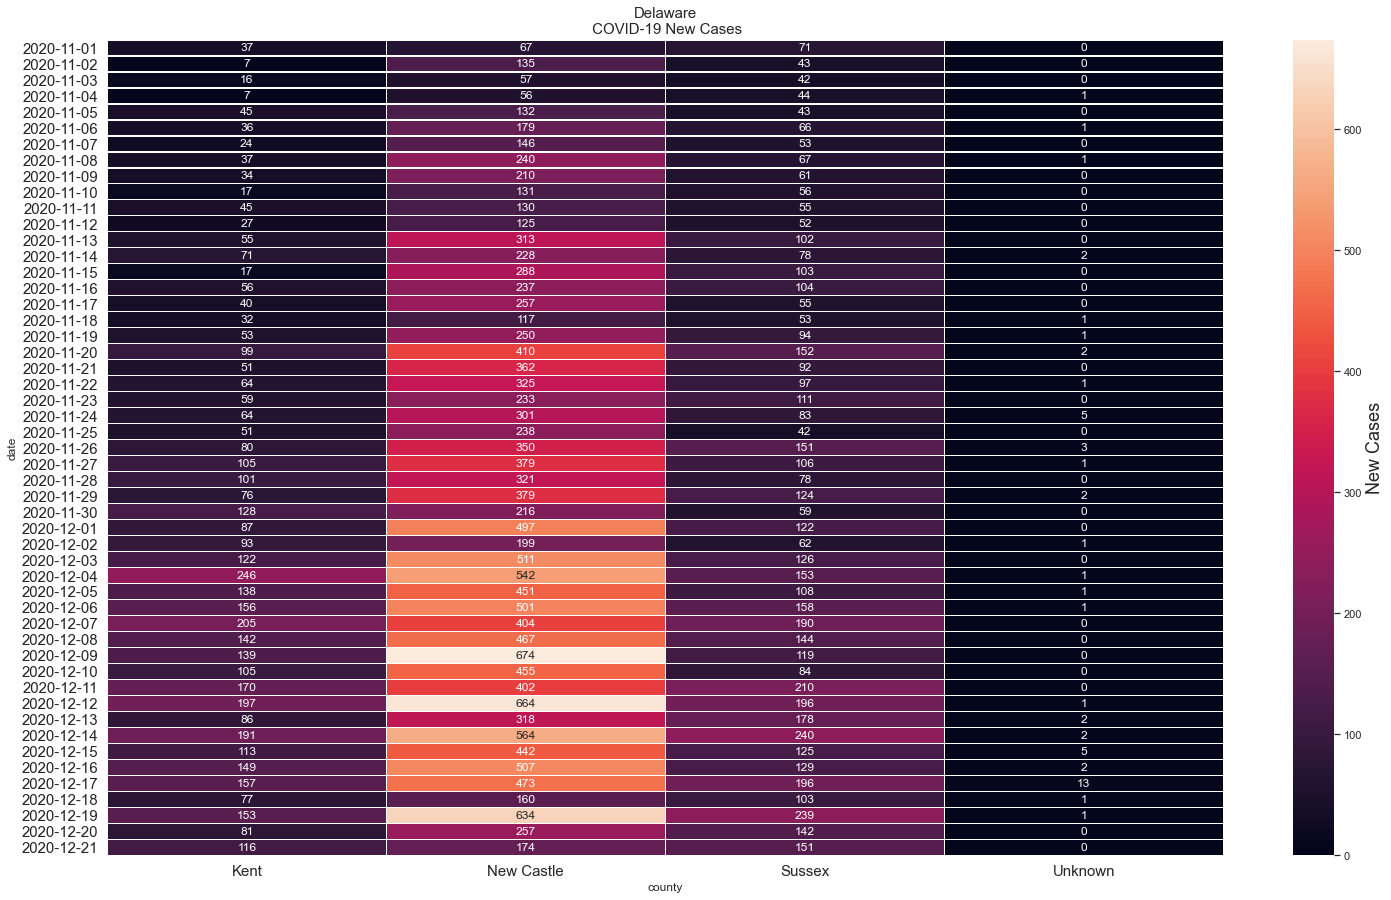 Delaware
COVID-19 New Cases
2020-11-01 37 67 71 0
2020-11-02 7 135 43 0
2020-11-03 16 57 42 0
2020-11-04 7 56 44 1
2020-11-05 45 132 43 0
2020-11-06 36 179 66 1
2020-11-07 24 146 53 0
2020-11-08 37 240 67 1
2020-11-09 34 210 61 0
2020-11-10 17 131 56 0
2020-11-11 45 130 55 0
2020-11-12 27 125 52 0
2020-11-13 55 313 102 0
2020-11-14 71 228 78 2
2020-11-15 17 288 103 0
2020-11-16 56 237 104 0
2020-11-17 40 257 55 0
2020-11-18 32 117 53 1
2020-11-19 53 250 94 1
2020-11-20 99 410 152 2
2020-11-21 51 362 92 0
2020-11-22 64 325 97 1
2020-11-23 59 233 111 0
2020-11-24 64 301 83 5
2020-11-25 51 238 42 0
2020-11-26 80 350 151 3
2020-11-27 105 379 106 1
2020-11-28 101 321 78 0
2020-11-29 76 379 124 2
2020-11-30 128 216 59 0
2020-12-01 87 497 122 0
2020-12-02 93 199 62 1
2020-12-03 122 511 126 0
2020-12-04 246 542 153 1
2020-12-05 138 451 108 1
2020-12-06 156 501 158 1
2020-12-07 205 404 190 0
2020-12-08 142 467 144 0
2020-12-09 139 674 119 0
2020-12-10 105 455 84 0
2020-12-11 170 402 210 0
2020-12-12 197 664 196 1
2020-12-13 86 318 178 2
2020-12-14 191 564 240 2
2020-12-15 113 442 125 5
2020-12-16 149 507 129 2
2020-12-17 157 473 196 13
2020-12-18 77 160 103 1
2020-12-19 153 634 239 1
2020-12-20 81 257 142 0
2020-12-21 116 174 151 0
Kent New Castle Sussex Unknown
county
date
600
500
400
300
200
100
0
New Cases